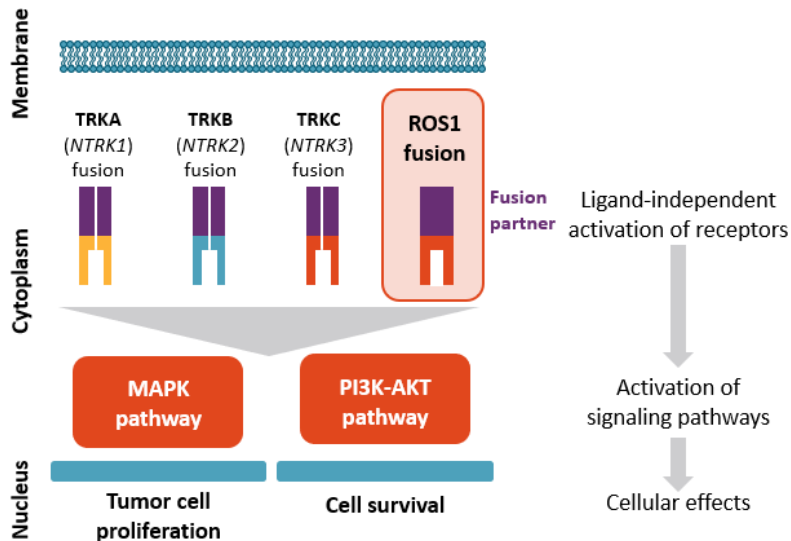 Membrane
TRKA
(NTRK1)
fusion
TRKB
(NTRK2)
fusion
TRKC
(NTRK3)
fusion
ROS1
fusion
Fusion
partner
Ligand-independent
activation of receptors
Cytoplasm
MAPK
pathway
PI3K-AKT
pathway
Activation of
signaling pathways
Nucleus
Tumor cell
proliferation
Cell survival
Cellular effects